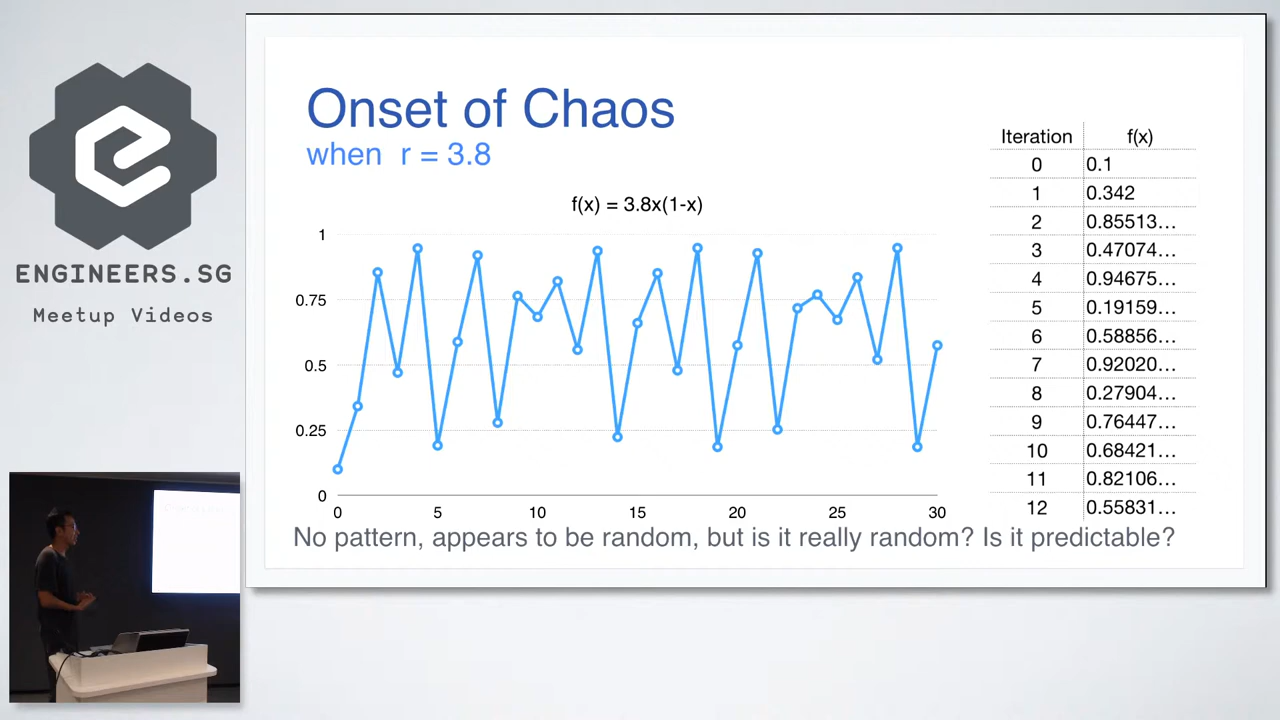 ENGINEERS.SG
Meetup Videos
Onset of Chaos
when r = 3.8
f(x) = 3.8x(1-x)
1
0.75
0.5
0.25
0
0 5 10 15 20 25 30
Iteration f(x)
0 0.1
1 0.342
2 0.85513…
3 0.47074…
4 0.94675…
5 0.19159…
6 0.58856…
7 0.92020…
8 0.27904…
9 0.76447…
10 0.68421…
11 0.82106…
12 0.55831…
No pattern, appears to be random, but is it really random? Is it predictable?